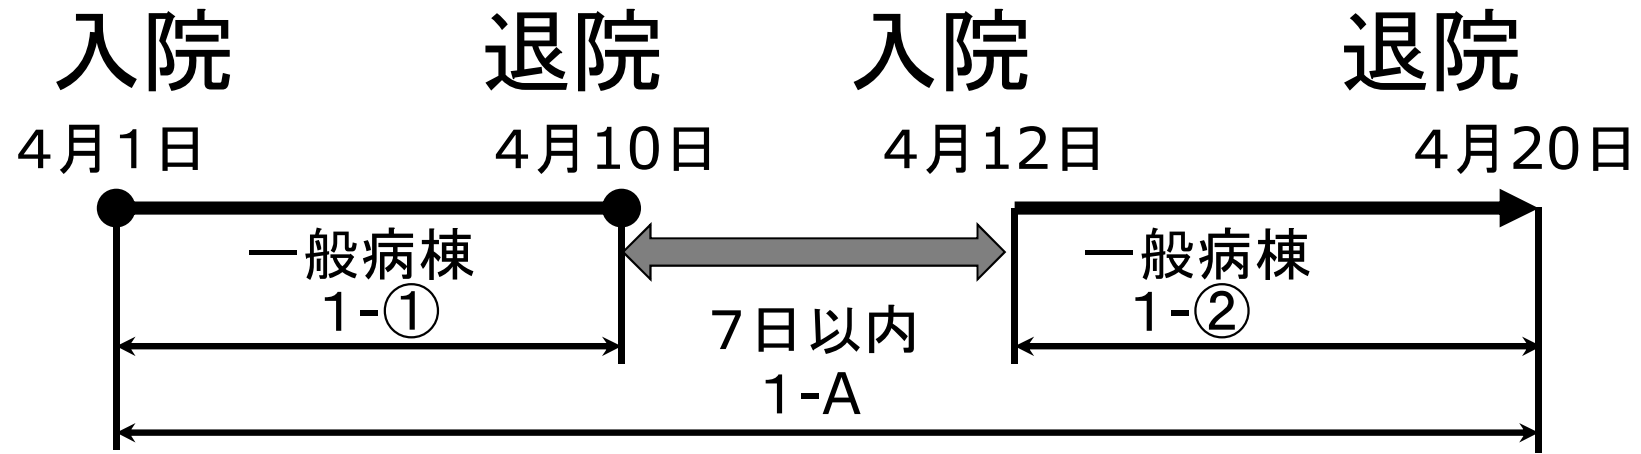 入院 退院 入院 退院
4月1日 4月10日 4月12日 4月20日
一般病棟 一般病棟
1-① 1-②
7日以内
1-A